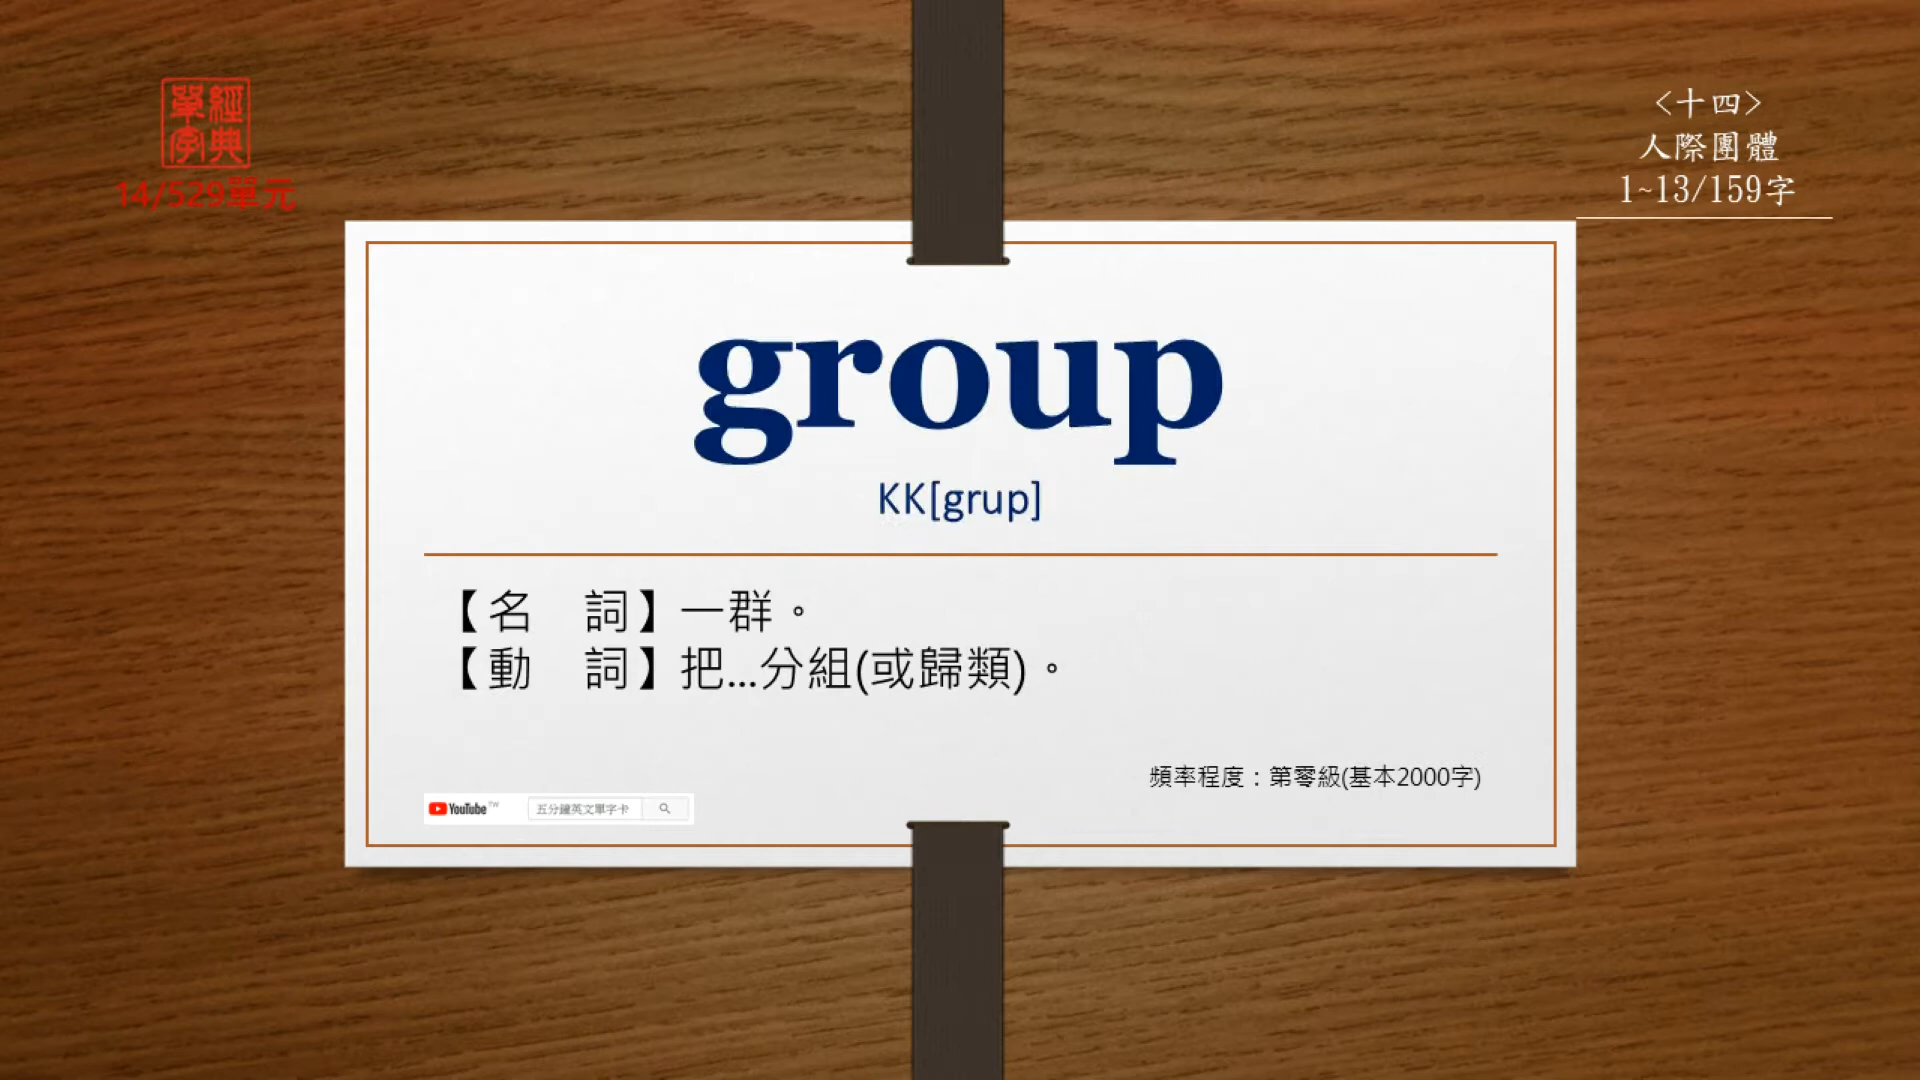 經典
單字
14/529單元
<十四>
人際團體
1~13/159字
group
KK[grup]
【名　詞】一群。
【動　詞】把...分組(或歸類)。
頻率程度：第零級(基本2000字)
YouTube TW 五分鐘英文單字卡